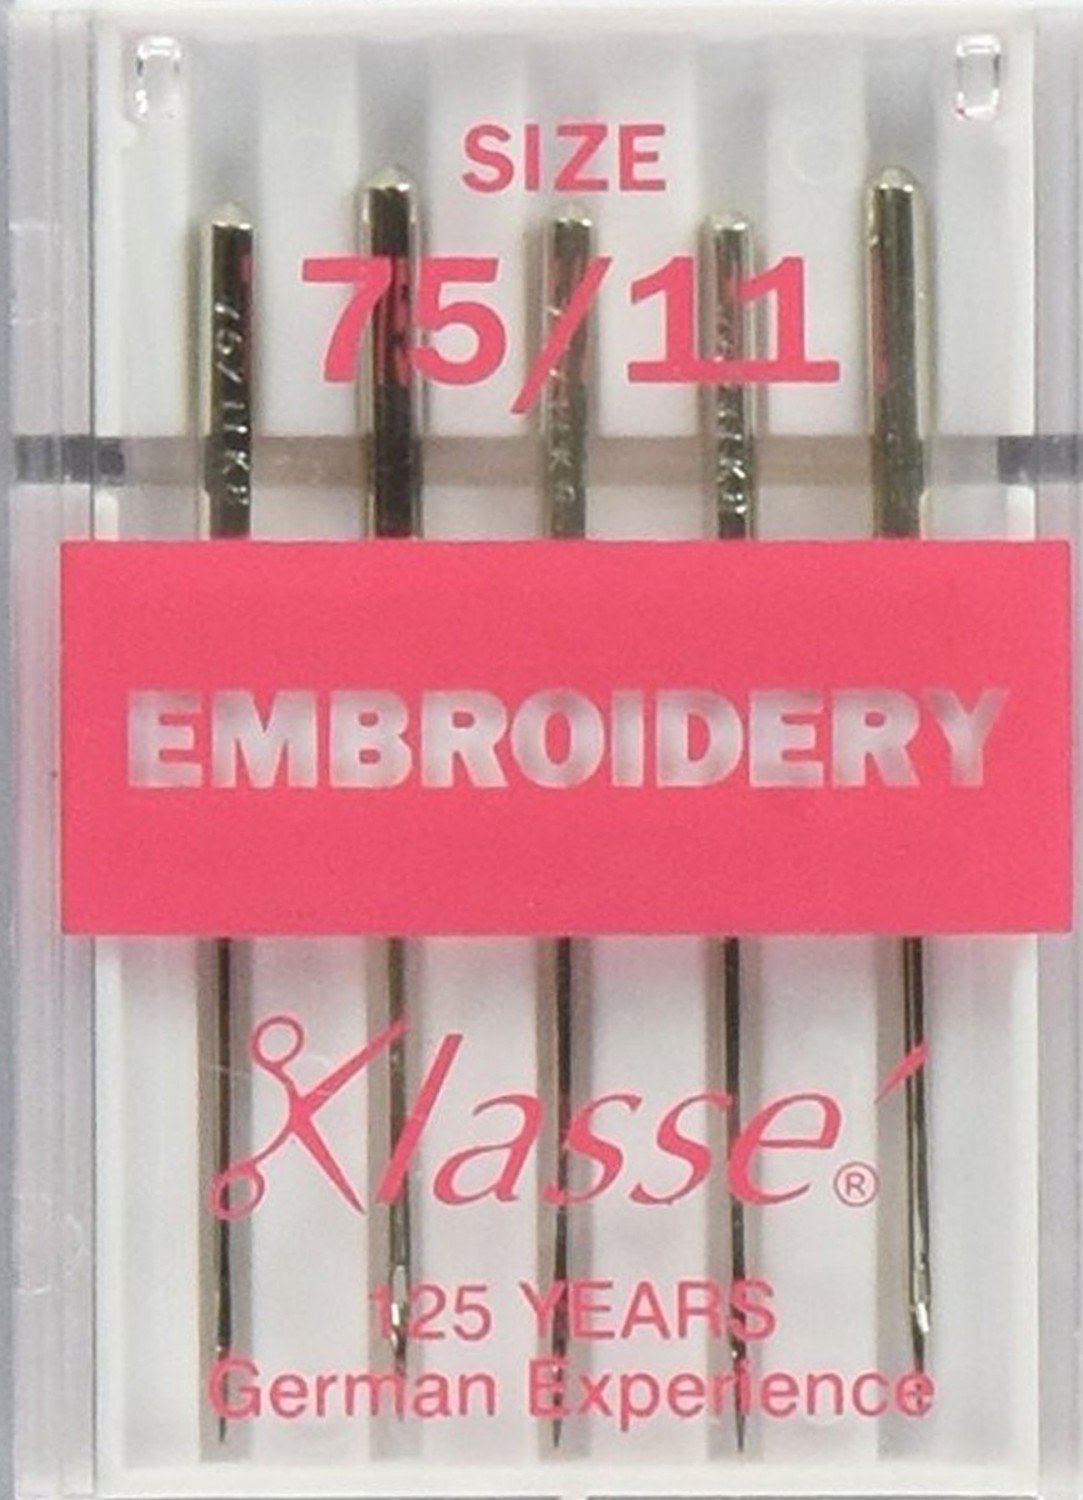 SIZE
75/11
EMBROIDERY
Klassé®
125 YEARS
German Experience